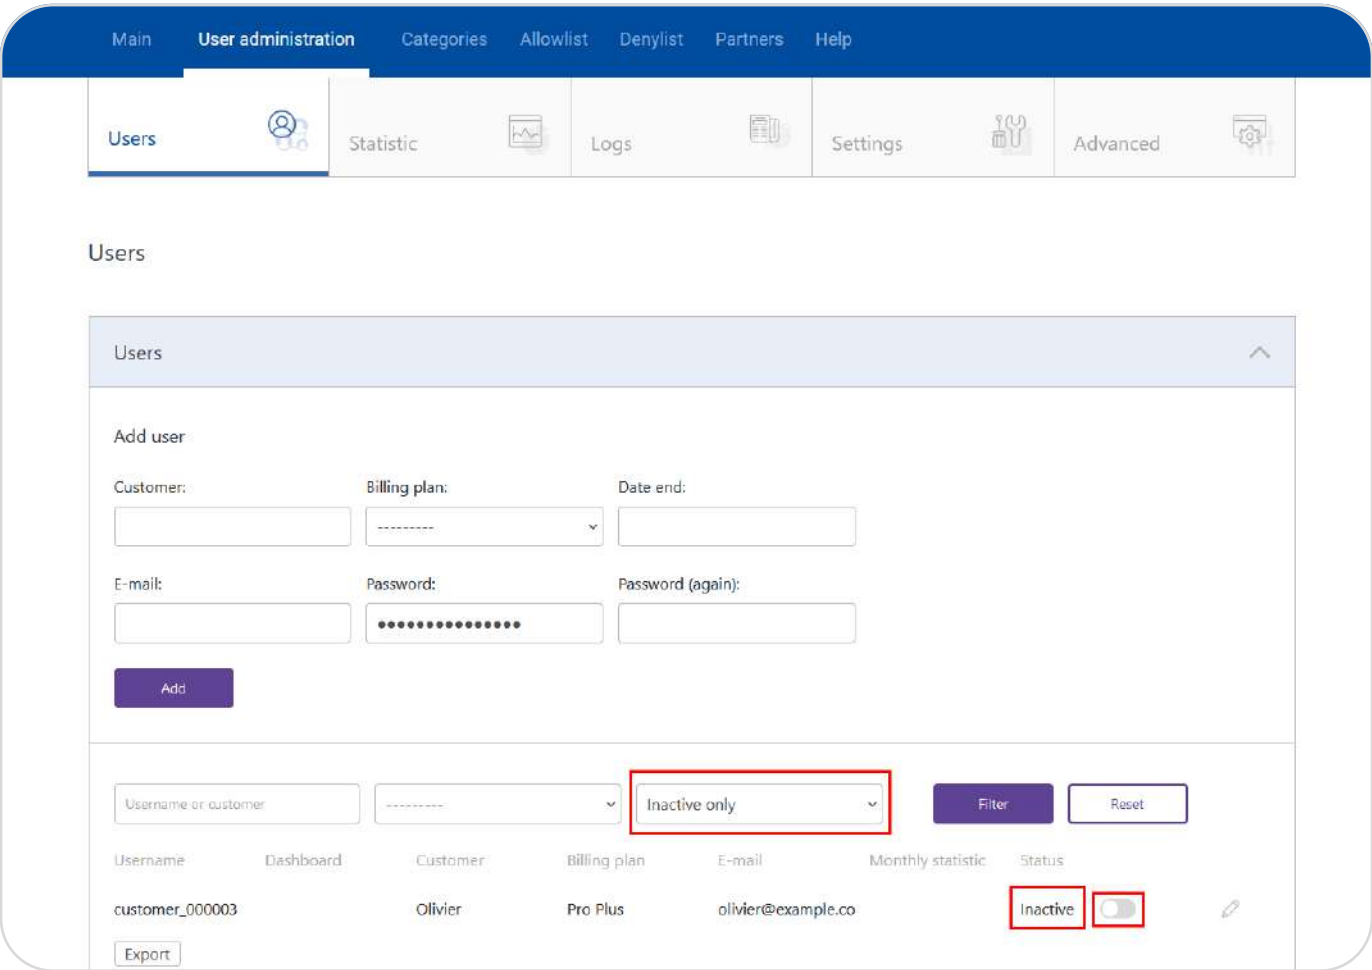 Main User administration Categories Allowlist Denylist Partners Help
Users Statistic Logs Settings Advanced
Users
Users
Add user
Customer: Billing plan: Date end:
---------
E-mail: Password: Password (again):
•••••••••••••••
Add
Username or customer --------- Inactive only Filter Reset
Username Dashboard Customer Billing plan E-mail Monthly statistic Status
customer_000003 Olivier Pro Plus olivier@example.co Inactive
Export